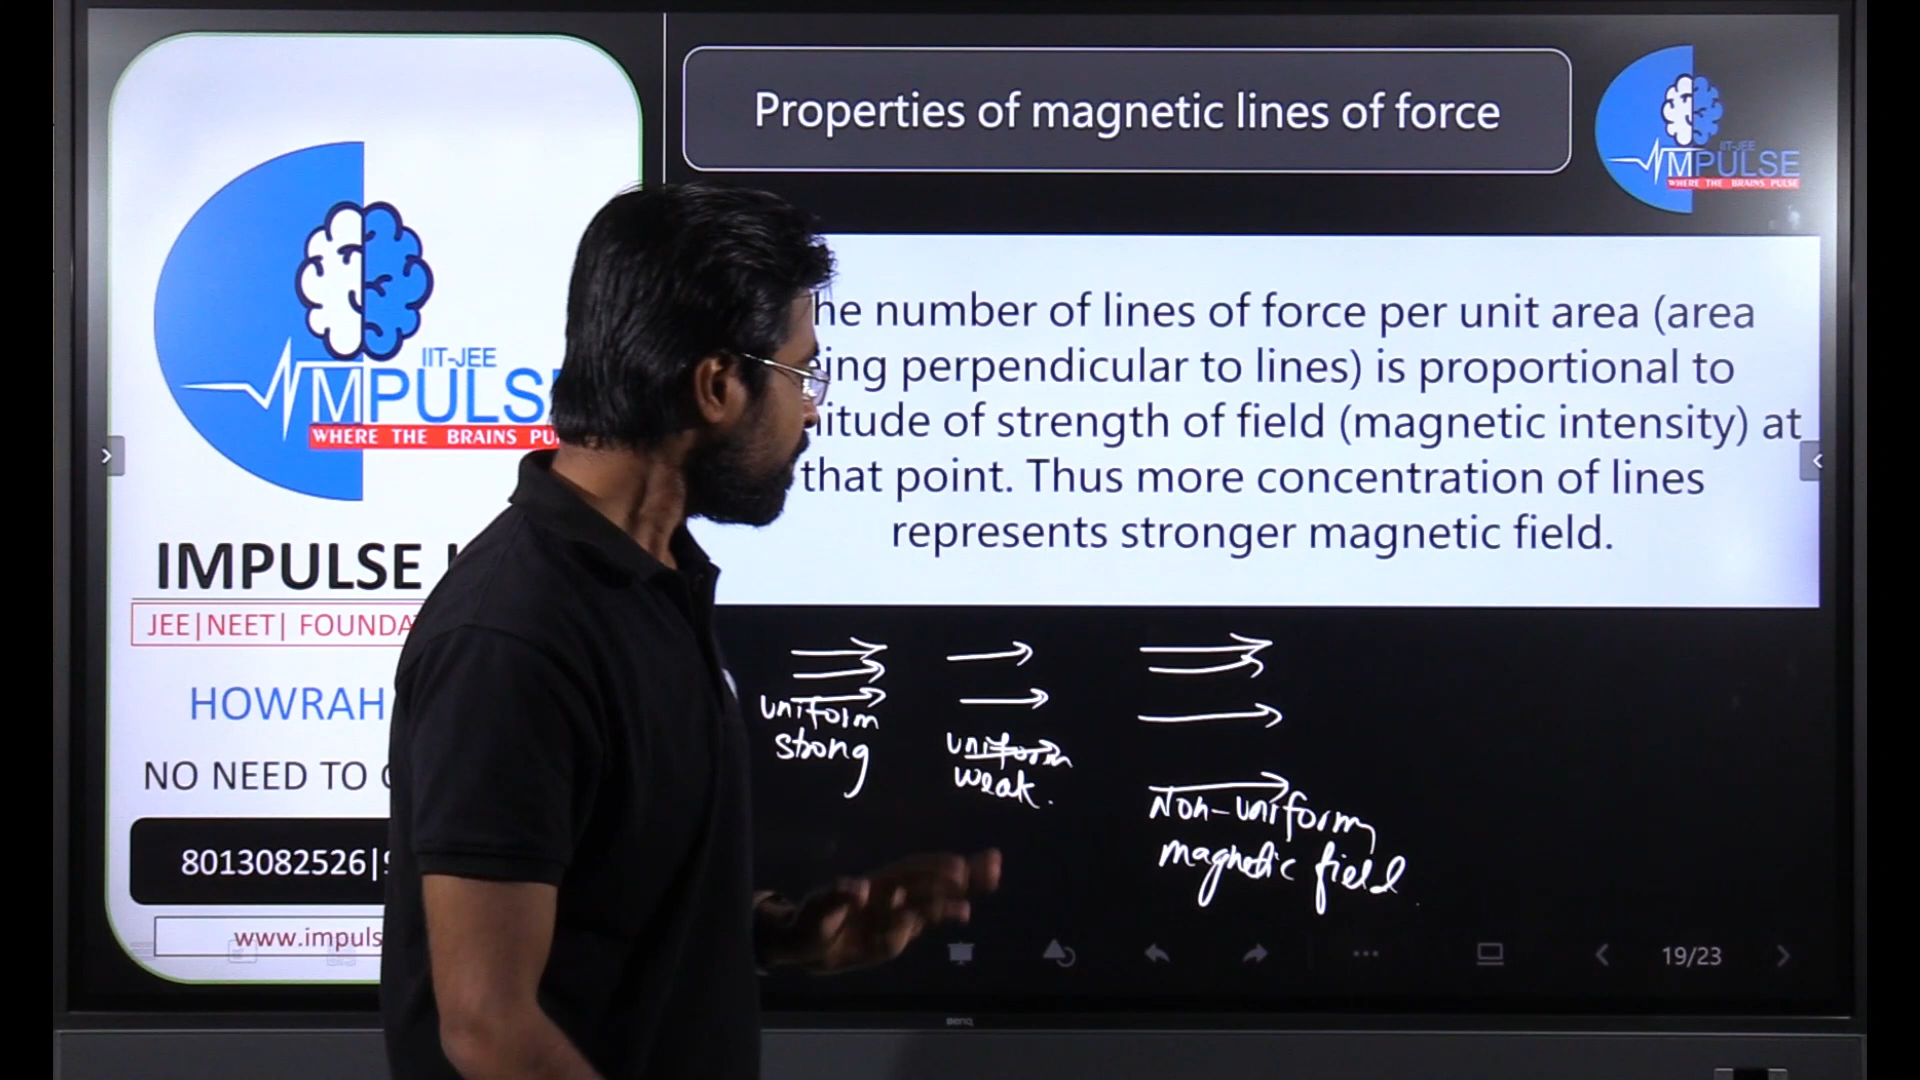 Properties of magnetic lines of force
IIT-JEE
MPULSE
WHERE THE BRAINS PULSE
he number of lines of force per unit area (area
ing perpendicular to lines) is proportional to
itude of strength of field (magnetic intensity) at
that point. Thus more concentration of lines
represents stronger magnetic field.
IIT-JEE
MPULS
WHERE THE BRAINS PU
IMPULSE
JEE|NEET| FOUNDA
HOWRAH
NO NEED TO
8013082526|
www.impuls
uniform
strong
uniform
weak.
Non-uniform
magnetic field.
19/23
BenQ